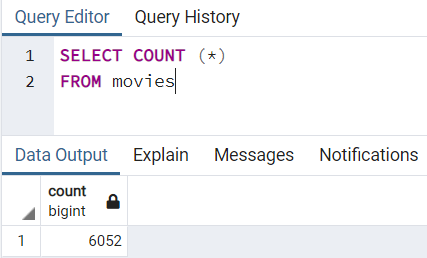 Query Editor Query History
1 SELECT COUNT (*)
2 FROM movies
Data Output Explain Messages Notifications
count
bigint
1 6052